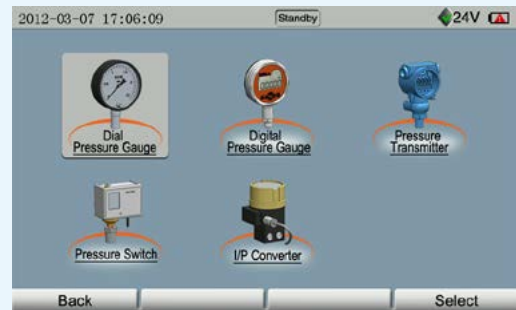 2012-03-07 17:06:09 Standby 24V
Dial
Pressure Gauge
Digital
Pressure Gauge
Pressure
Transmitter
Pressure Switch
I/P Converter
Back Select